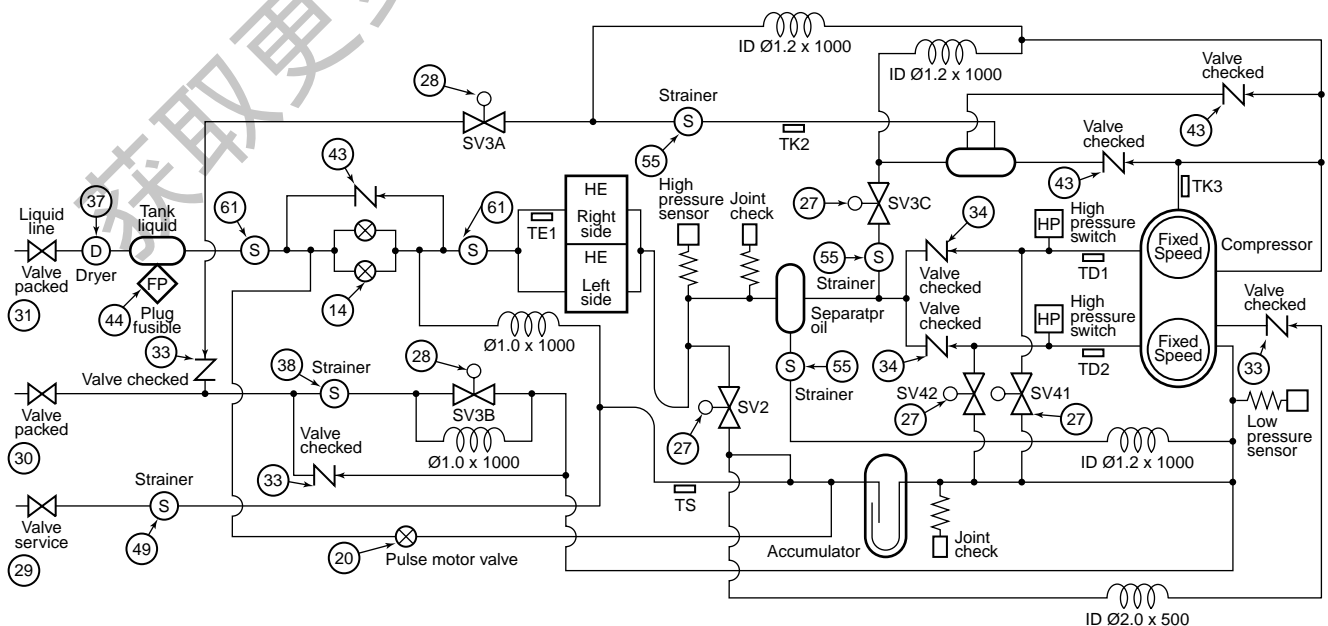 获取更
ID Ø1.2 x 1000
ID Ø1.2 x 1000
28
SV3A
Strainer
S
55
TK2
Valve
checked
43
Valve
checked
43
TK3
37
Liquid
line
Valve
packed
31
D
Dryer
Tank
liquid
FP
44
Plug
fusible
61
S
43
14
61
S
TE1
HE
Right
side
HE
Left
side
High
pressure
sensor
Joint
check
27
SV3C
55
S
Strainer
34
Valve
checked
HP
High
pressure
switch
TD1
Fixed
Speed
Compressor
Separatpr
oil
Valve
checked
34
HP
High
pressure
switch
TD2
Fixed
Speed
Valve
checked
33
33
Valve checked
Ø1.0 x 1000
38
Strainer
S
28
SV3B
Ø1.0 x 1000
S
55
Strainer
SV2
27
SV42
27
SV41
27
Low
pressure
sensor
Valve
packed
30
Valve
checked
33
ID Ø1.2 x 1000
Strainer
S
49
Valve
service
29
TS
Accumulator
Joint
check
20
Pulse motor valve
ID Ø2.0 x 500